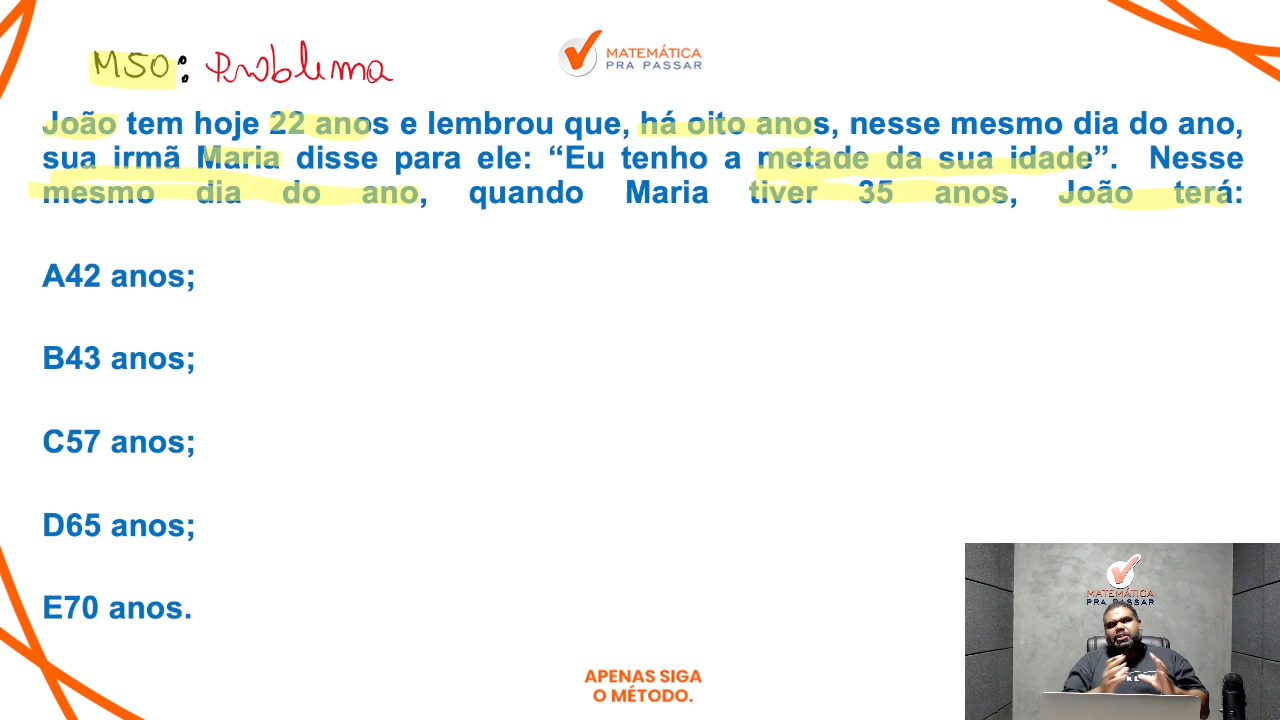 M50: Problema
MATEMÁTICA
PRA PASSAR
João tem hoje 22 anos e lembrou que, há oito anos, nesse mesmo dia do ano,
sua irmã Maria disse para ele: “Eu tenho a metade da sua idade”. Nesse
mesmo dia do ano, quando Maria tiver 35 anos, João terá:
A42 anos;
B43 anos;
C57 anos;
D65 anos;
E70 anos.
MATEMÁTICA
PRA PASSAR
APENAS SIGA
O MÉTODO.